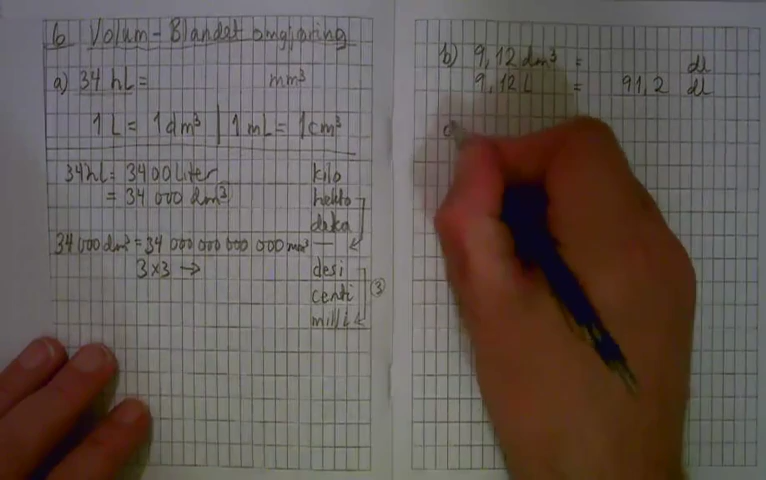 6 Volum - Blandet omgjøring
a) 34 hL = mm³
1 L = 1 dm³ | 1 mL = 1 cm³
34 hl = 3400 Liter
= 34 000 dm³
34 000 dm³ = 34 000 000 000 000 mm³
3 x 3 →
kilo
hekto
deka
—
desi
centi
milli
③
b) 9,12 dm³ = dl
9,12 L = 91,2 dl